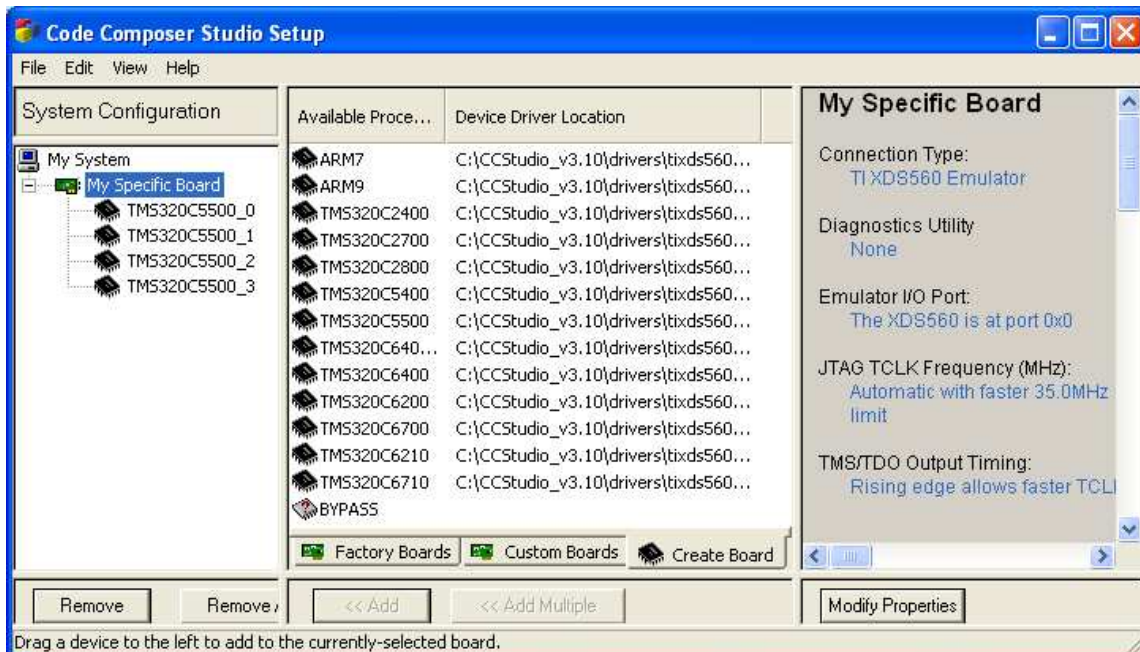 Code Composer Studio Setup
File Edit View Help
System Configuration
My System
My Specific Board
TMS320C5500_0
TMS320C5500_1
TMS320C5500_2
TMS320C5500_3
Available Proce... Device Driver Location
ARM7 C:\CCStudio_v3.10\drivers\tixds560...
ARM9 C:\CCStudio_v3.10\drivers\tixds560...
TMS320C2400 C:\CCStudio_v3.10\drivers\tixds560...
TMS320C2700 C:\CCStudio_v3.10\drivers\tixds560...
TMS320C2800 C:\CCStudio_v3.10\drivers\tixds560...
TMS320C5400 C:\CCStudio_v3.10\drivers\tixds560...
TMS320C5500 C:\CCStudio_v3.10\drivers\tixds560...
TMS320C640... C:\CCStudio_v3.10\drivers\tixds560...
TMS320C6400 C:\CCStudio_v3.10\drivers\tixds560...
TMS320C6200 C:\CCStudio_v3.10\drivers\tixds560...
TMS320C6700 C:\CCStudio_v3.10\drivers\tixds560...
TMS320C6210 C:\CCStudio_v3.10\drivers\tixds560...
TMS320C6710 C:\CCStudio_v3.10\drivers\tixds560...
BYPASS
Factory Boards Custom Boards Create Board
My Specific Board
Connection Type:
TI XDS560 Emulator
Diagnostics Utility
None
Emulator I/O Port:
The XDS560 is at port 0x0
JTAG TCLK Frequency (MHz):
Automatic with faster 35.0MHz
limit
TMS/TDO Output Timing:
Rising edge allows faster TCL
Remove Remove << Add << Add Multiple Modify Properties
Drag a device to the left to add to the currently-selected board.